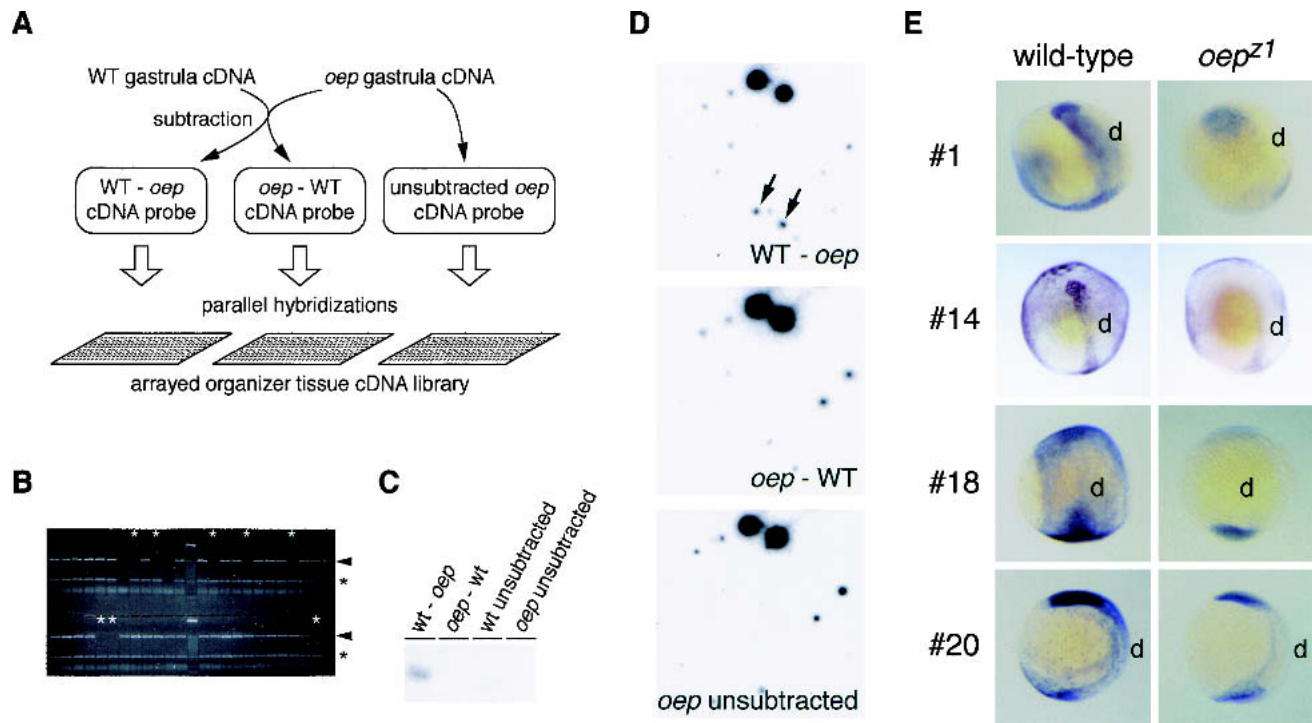 A
WT gastrula cDNA
oep gastrula cDNA
subtraction
WT - oep
cDNA probe
oep - WT
cDNA probe
unsubtracted oep
cDNA probe
parallel hybridizations
arrayed organizer tissue cDNA library
B
* * * * *
*
** *
*
C
wt - oep
oep - wt
wt unsubtracted
oep unsubtracted
D
WT - oep
oep - WT
oep unsubtracted
E
wild-type
oepz1
#1
d
d
#14
d
d
#18
d
d
#20
d
d